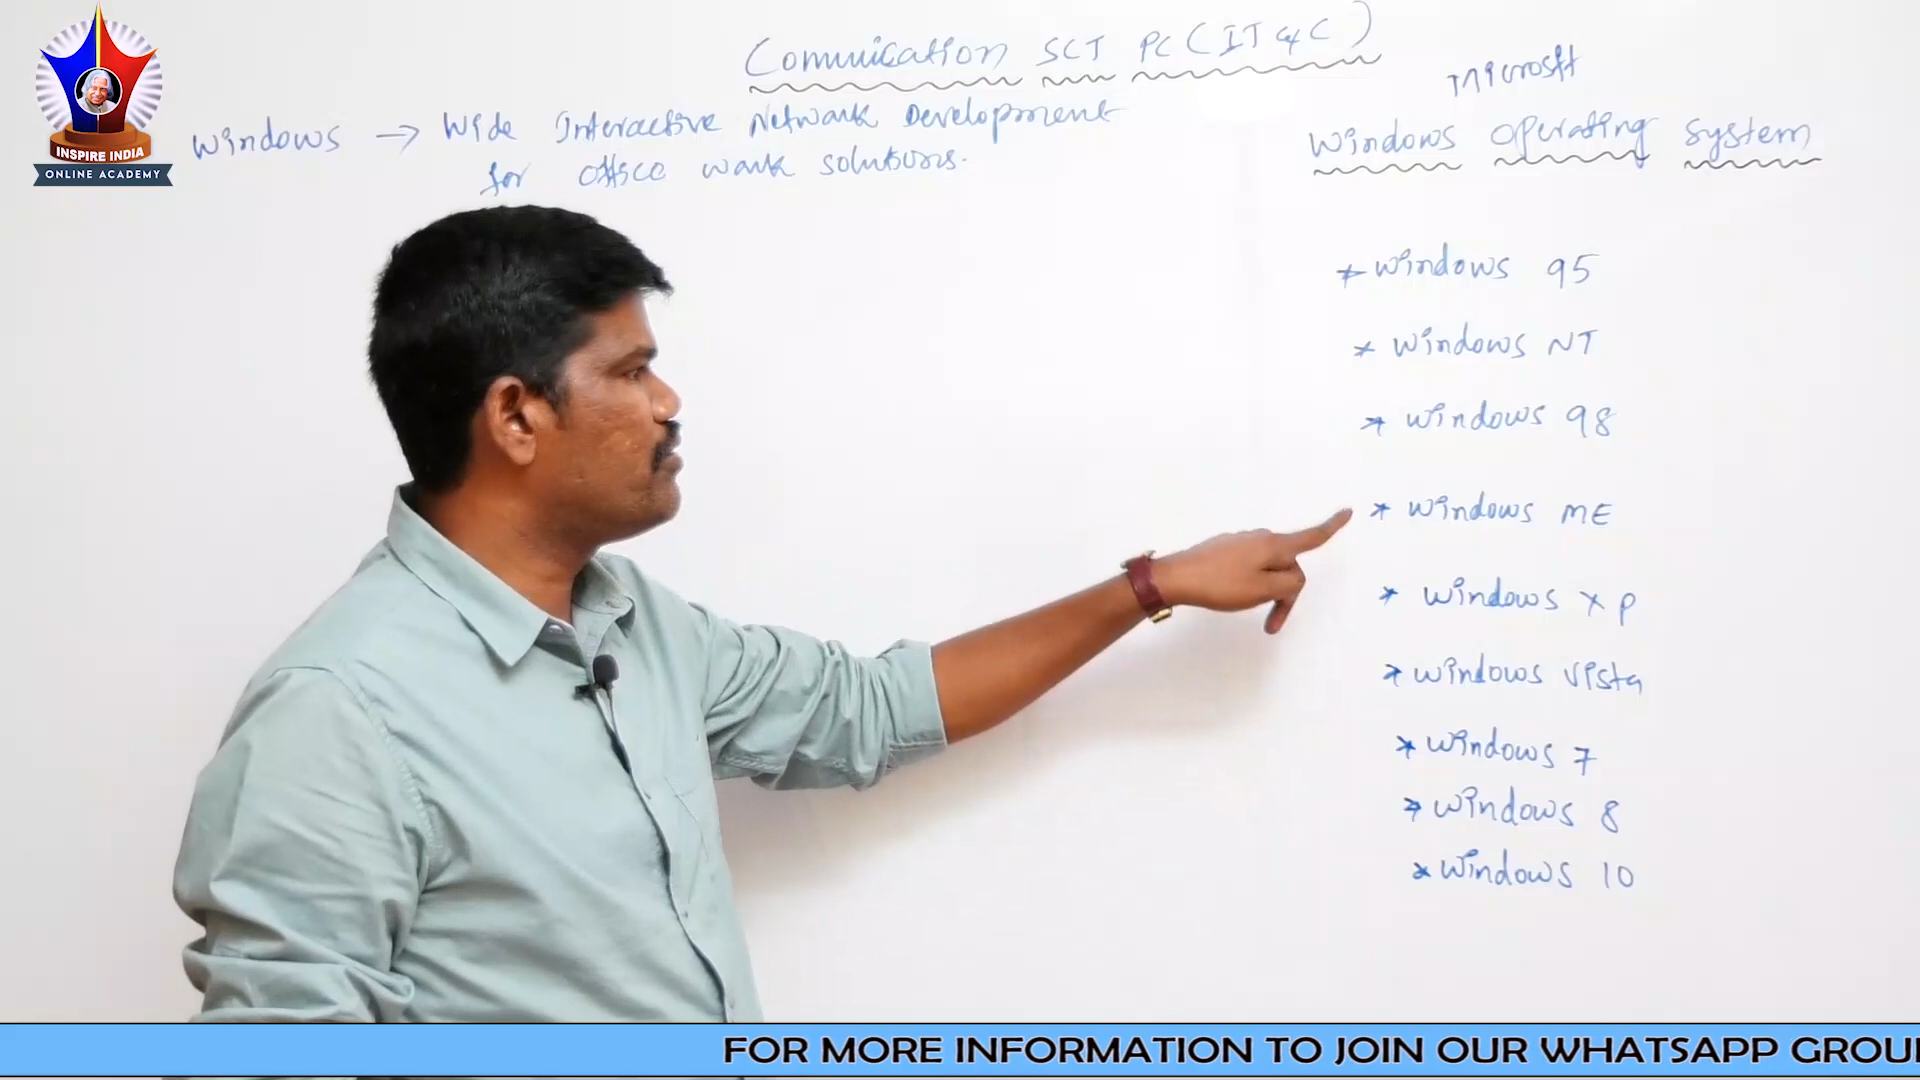 INSPIRE INDIA
ONLINE ACADEMY
Commuication SCT PC (IT & C)
Windows → Wide Interactive Network Development
for Office work solutions.
Microsoft
Windows Operating System
* Windows 95
* Windows NT
* Windows 98
* Windows ME
* Windows XP
* Windows Vista
* Windows 7
* Windows 8
* Windows 10
FOR MORE INFORMATION TO JOIN OUR WHATSAPP GROU